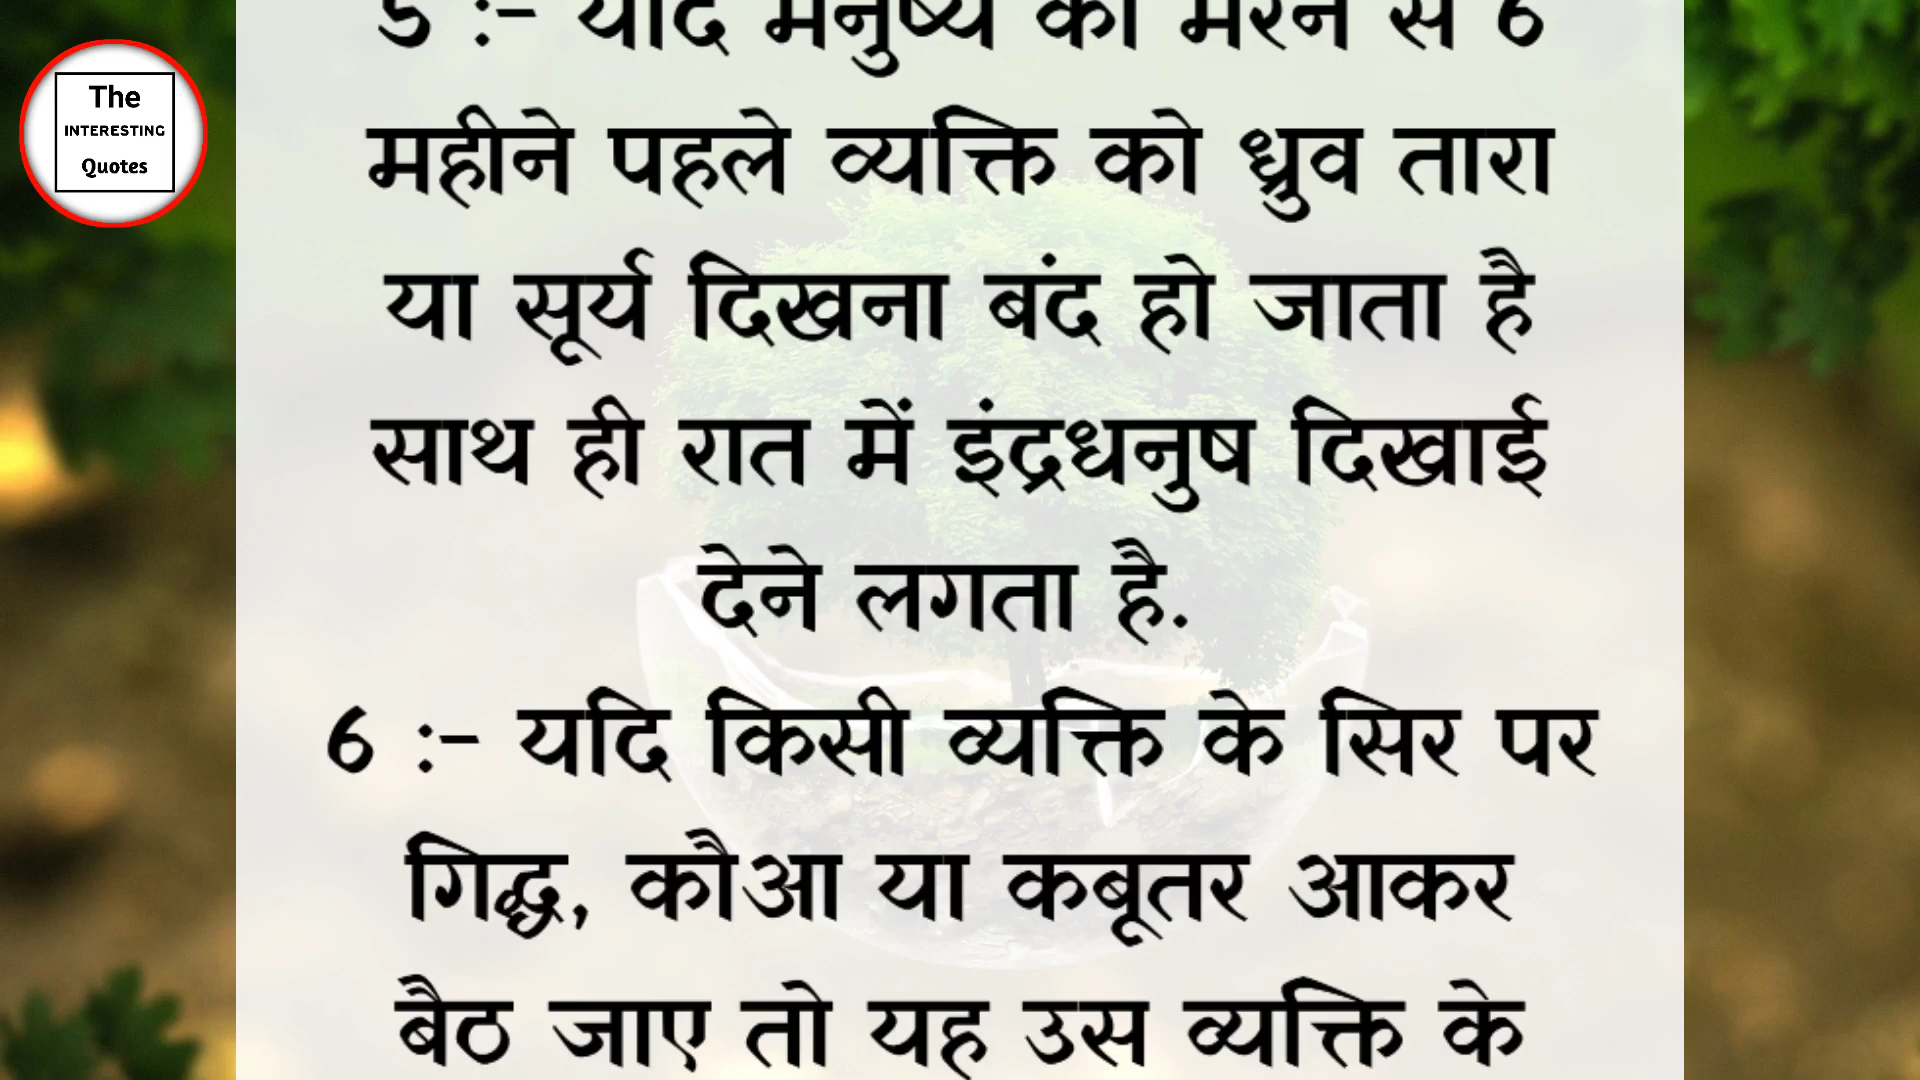 The
INTERESTING
Quotes
5 :- यदि मनुष्य को मरने से 6
महीने पहले व्यक्ति को ध्रुव तारा
या सूर्य दिखना बंद हो जाता है
साथ ही रात में इंद्रधनुष दिखाई
देने लगता है.
6 :- यदि किसी व्यक्ति के सिर पर
गिद्ध, कौआ या कबूतर आकर
बैठ जाए तो यह उस व्यक्ति के